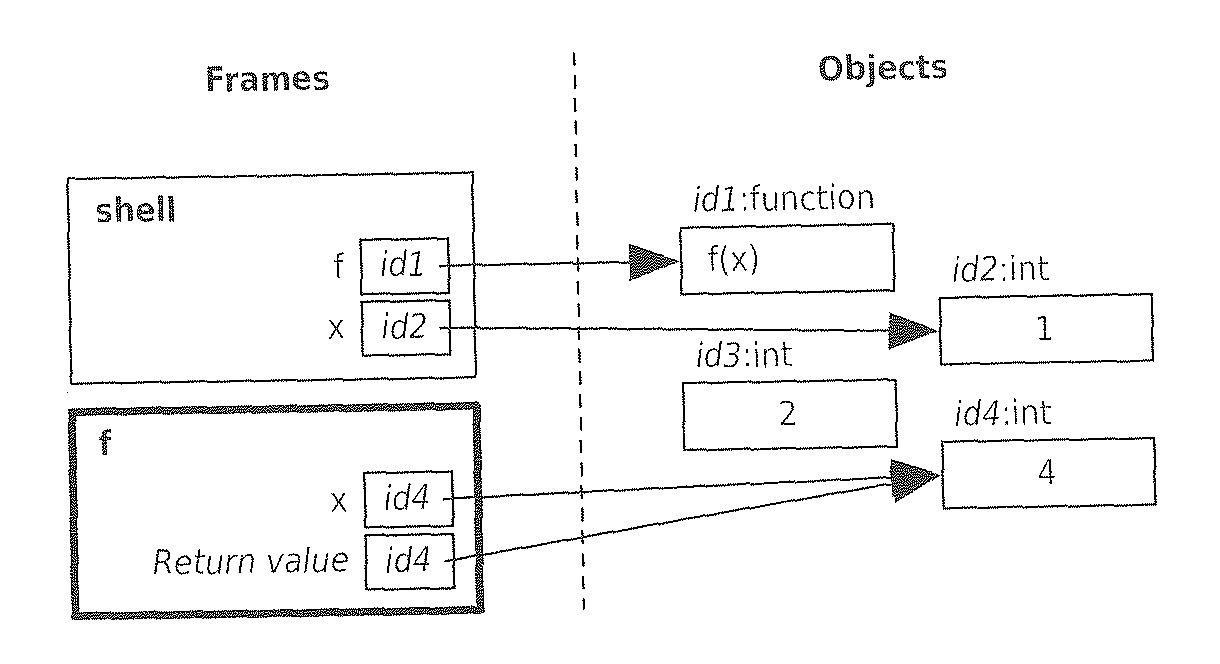 Frames
Objects
shell
f id1
x id2
id1:function
f(x)
id2:int
1
id3:int
2
id4:int
4
f
x id4
Return value id4